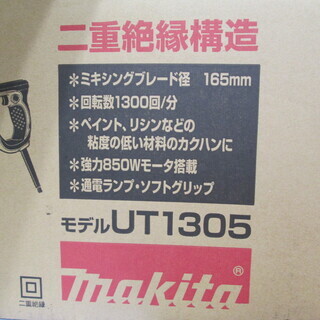 二重絶縁構造
＊ミキシングブレード径 165mm
＊回転数1300回/分
＊ペイント、リシンなどの
粘度の低い材料のカクハンに
＊強力850Wモータ搭載
＊通電ランプ・ソフトグリップ
モデルUT1305
makita®
二重絶縁